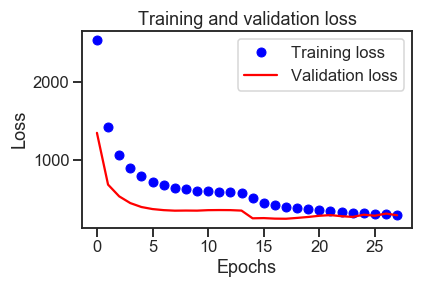 Training and validation loss
Training loss
Validation loss
2000
1000
Loss
0 5 10 15 20 25
Epochs